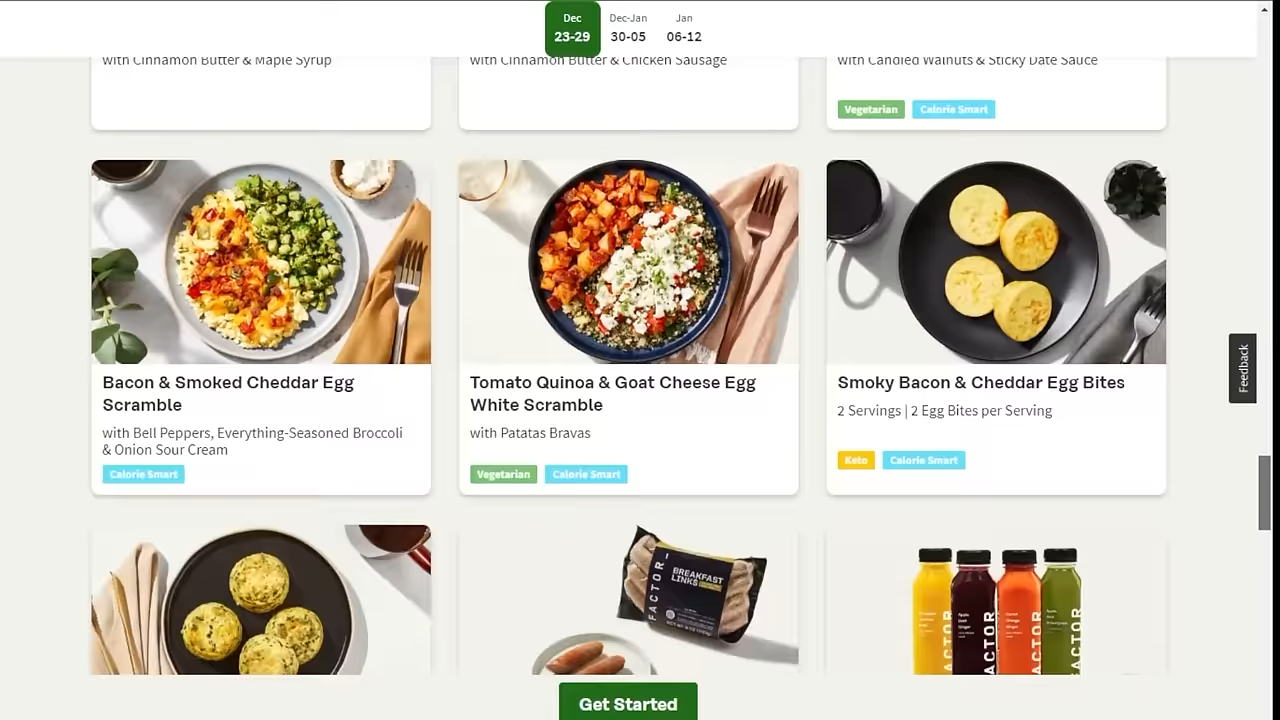 Dec
23-29
Dec-Jan
30-05
Jan
06-12
with Cinnamon Butter & Maple Syrup
with Cinnamon Butter & Chicken Sausage
with Candied Walnuts & Sticky Date Sauce
Vegetarian
Calorie Smart
Bacon & Smoked Cheddar Egg
Scramble
with Bell Peppers, Everything-Seasoned Broccoli
& Onion Sour Cream
Calorie Smart
Tomato Quinoa & Goat Cheese Egg
White Scramble
with Patatas Bravas
Vegetarian
Calorie Smart
Smoky Bacon & Cheddar Egg Bites
2 Servings | 2 Egg Bites per Serving
Keto
Calorie Smart
Feedback
FACTOR
BREAKFAST
LINKS
ACTOR
ACTOR
ACTOR
ACTOR
Get Started